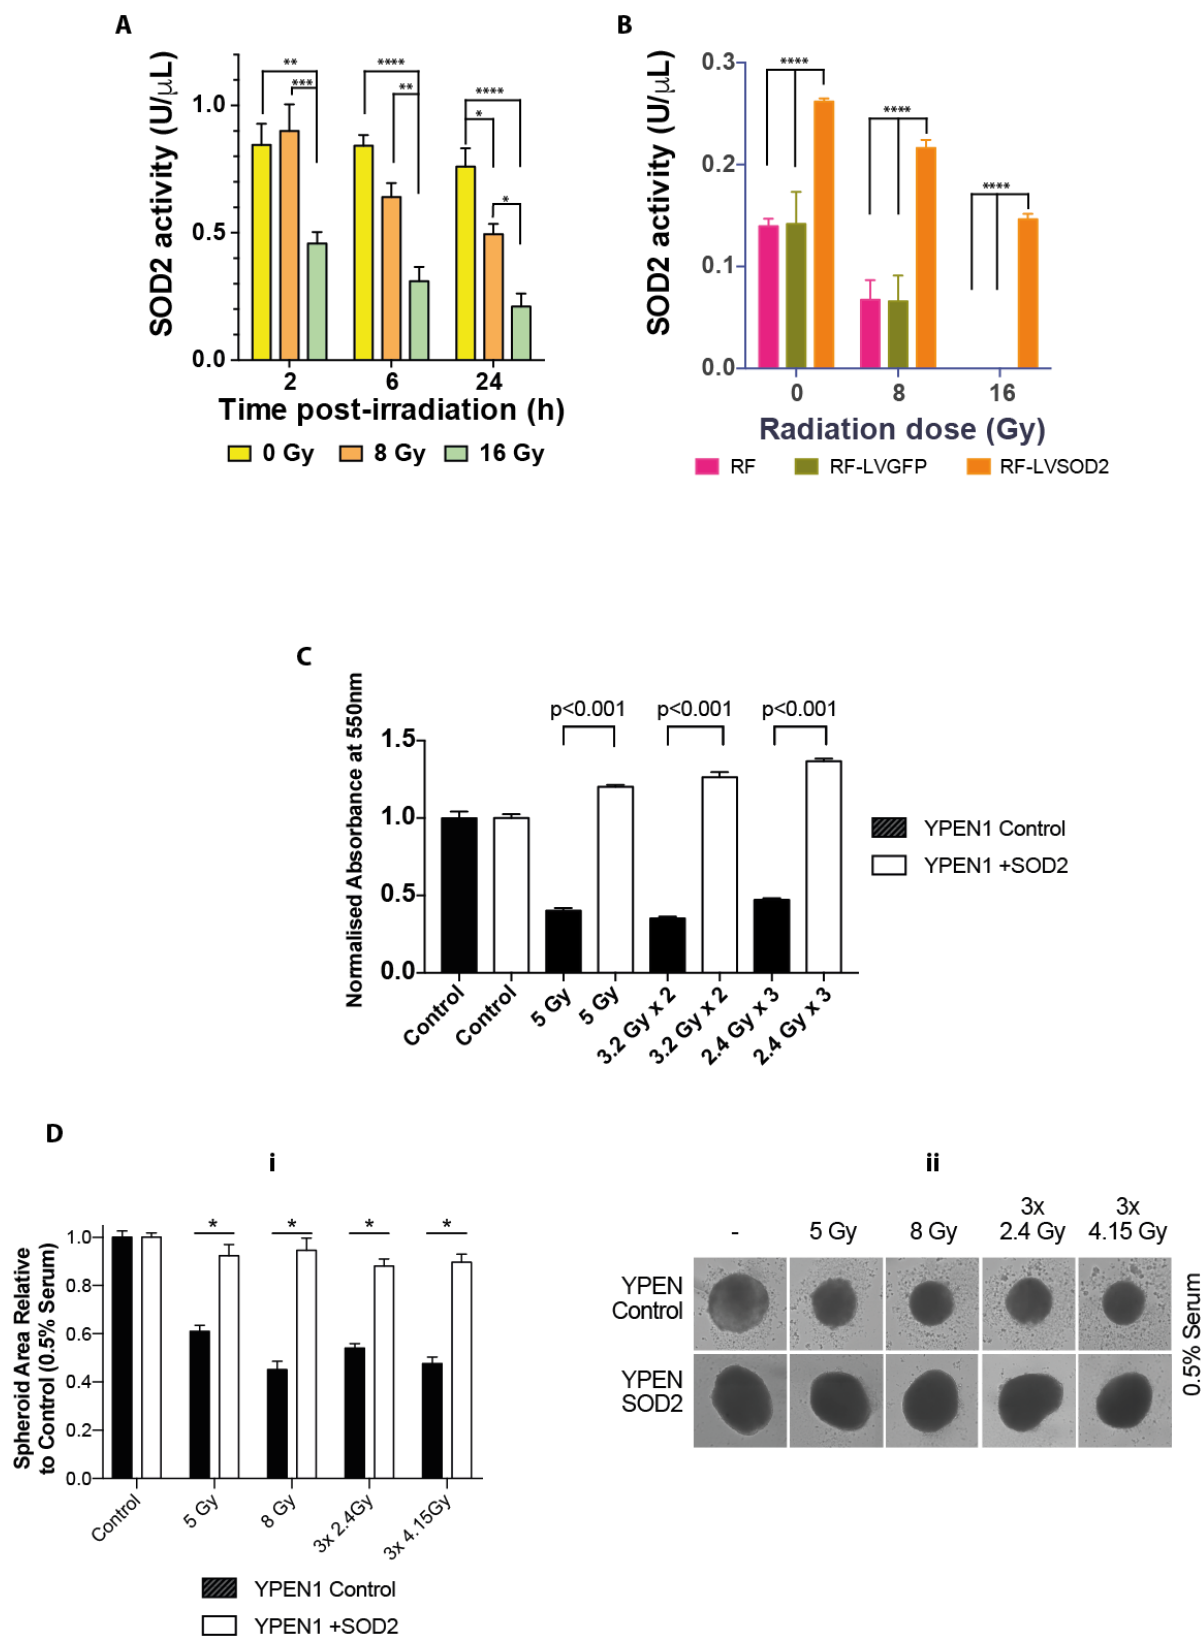 A
SOD2 activity (U/µL)
1.0
0.5
0.0
** *** **** ** **** * *
2 6 24
Time post-irradiation (h)
0 Gy 8 Gy 16 Gy
B
SOD2 activity (U/µL)
0.3
0.2
0.1
0.0
**** **** ****
0 8 16
Radiation dose (Gy)
RF RF-LVGFP RF-LVSOD2
C
Normalised Absorbance at 550nm
p<0.001 p<0.001 p<0.001
1.5
1.0
0.5
0.0
Control Control 5 Gy 5 Gy 3.2 Gy x 2 3.2 Gy x 2 2.4 Gy x 3 2.4 Gy x 3
YPEN1 Control
YPEN1 +SOD2
D
i
Spheroid Area Relative
to Control (0.5% Serum)
1.0
0.8
0.6
0.4
0.2
0.0
* * * *
Control 5 Gy 8 Gy 3x 2.4Gy 3x 4.15Gy
YPEN1 Control
YPEN1 +SOD2
ii
3x 3x
- 5 Gy 8 Gy 2.4 Gy 4.15 Gy
YPEN
Control
YPEN
SOD2
0.5% Serum